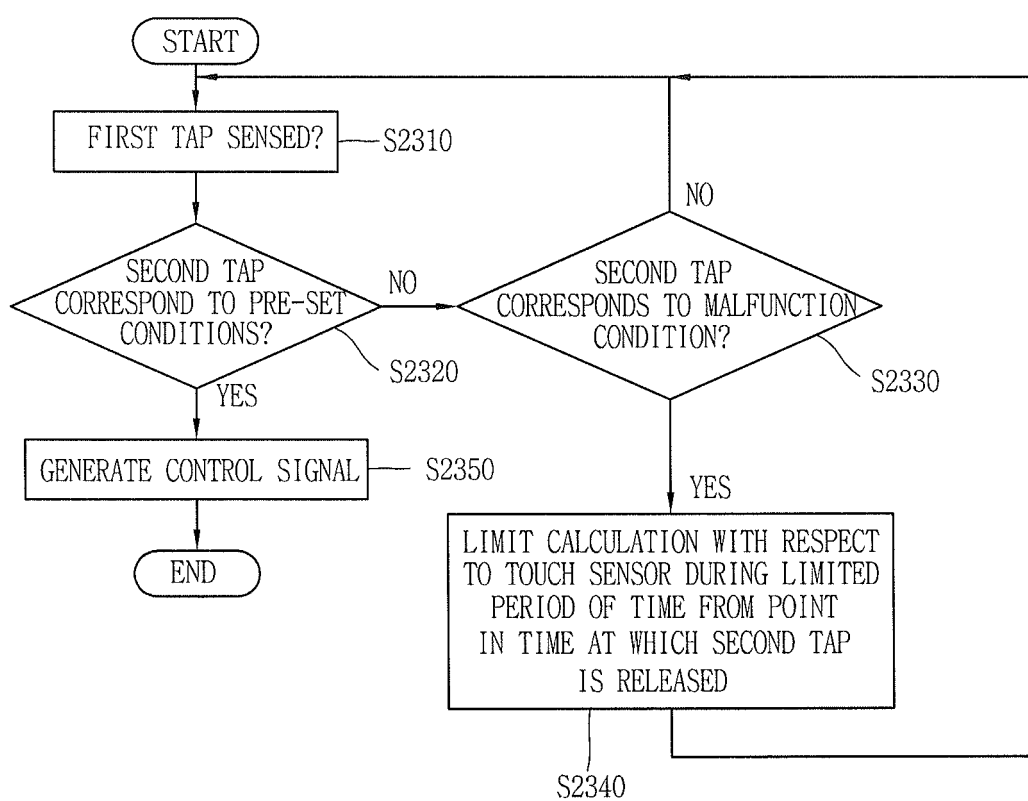 START
FIRST TAP SENSED?
S2310
SECOND TAP
CORRESPOND TO PRE-SET
CONDITIONS?
S2320
NO
YES
SECOND TAP
CORRESPONDS TO MALFUNCTION
CONDITION?
S2330
NO
YES
GENERATE CONTROL SIGNAL
S2350
END
LIMIT CALCULATION WITH RESPECT
TO TOUCH SENSOR DURING LIMITED
PERIOD OF TIME FROM POINT
IN TIME AT WHICH SECOND TAP
IS RELEASED
S2340